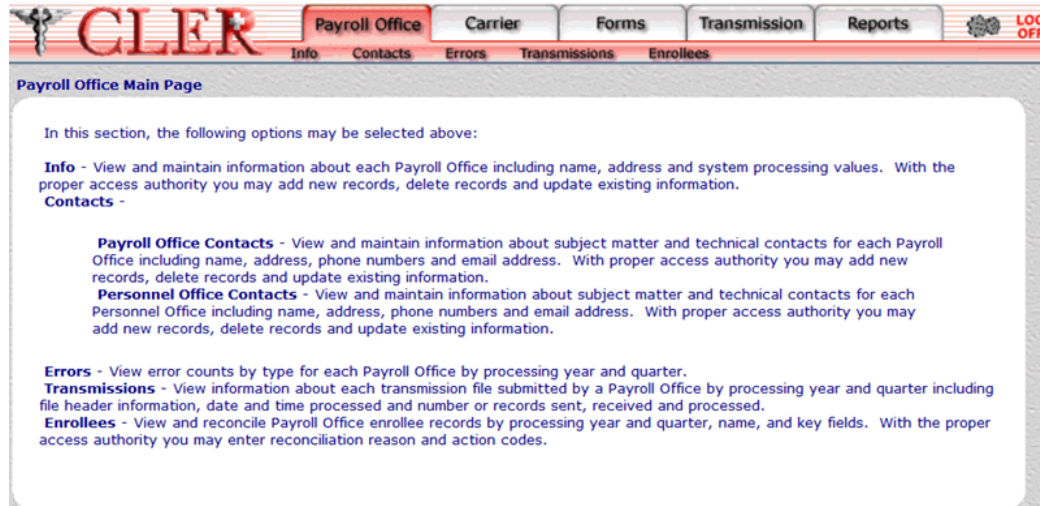 CLER
Payroll Office Carrier Forms Transmission Reports
Info Contacts Errors Transmissions Enrollees
Payroll Office Main Page
In this section, the following options may be selected above:
Info - View and maintain information about each Payroll Office including name, address and system processing values. With the
proper access authority you may add new records, delete records and update existing information.
Contacts -
Payroll Office Contacts - View and maintain information about subject matter and technical contacts for each Payroll
Office including name, address, phone numbers and email address. With proper access authority you may add new
records, delete records and update existing information.
Personnel Office Contacts - View and maintain information about subject matter and technical contacts for each
Personnel Office including name, address, phone numbers and email address. With proper access authority you may
add new records, delete records and update existing information.
Errors - View error counts by type for each Payroll Office by processing year and quarter.
Transmissions - View information about each transmission file submitted by a Payroll Office by processing year and quarter including
file header information, date and time processed and number or records sent, received and processed.
Enrollees - View and reconcile Payroll Office enrollee records by processing year and quarter, name, and key fields. With the proper
access authority you may enter reconciliation reason and action codes.